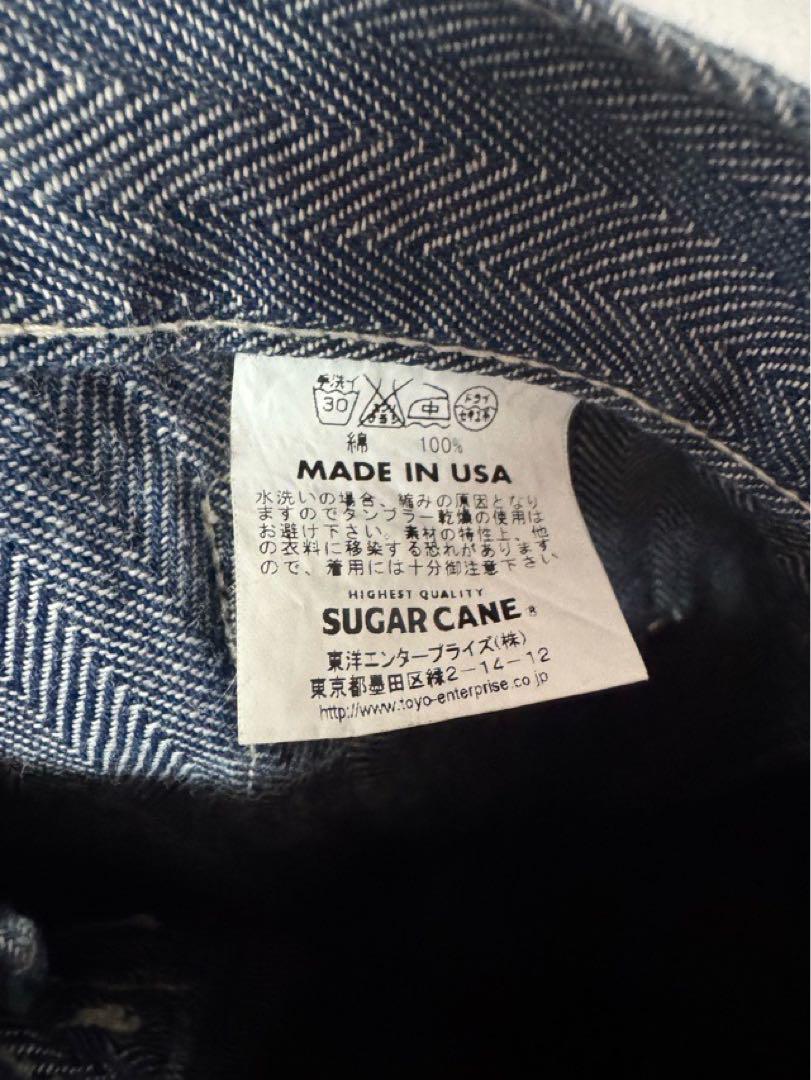 手洗イ
30 エンソサラシ 中 ドライ セキユ系
綿 100%
MADE IN USA
水洗いの場合、縮みの原因となり
ますのでタンブラー乾燥の使用は
お避け下さい。素材の特性上、他
の衣料に移染する恐れがあります
ので、着用には十分御注意下さい。
HIGHEST QUALITY
SUGAR CANE ®
東洋エンタープライズ(株)
東京都墨田区緑2-14-12
http://www.toyo-enterprise.co.jp